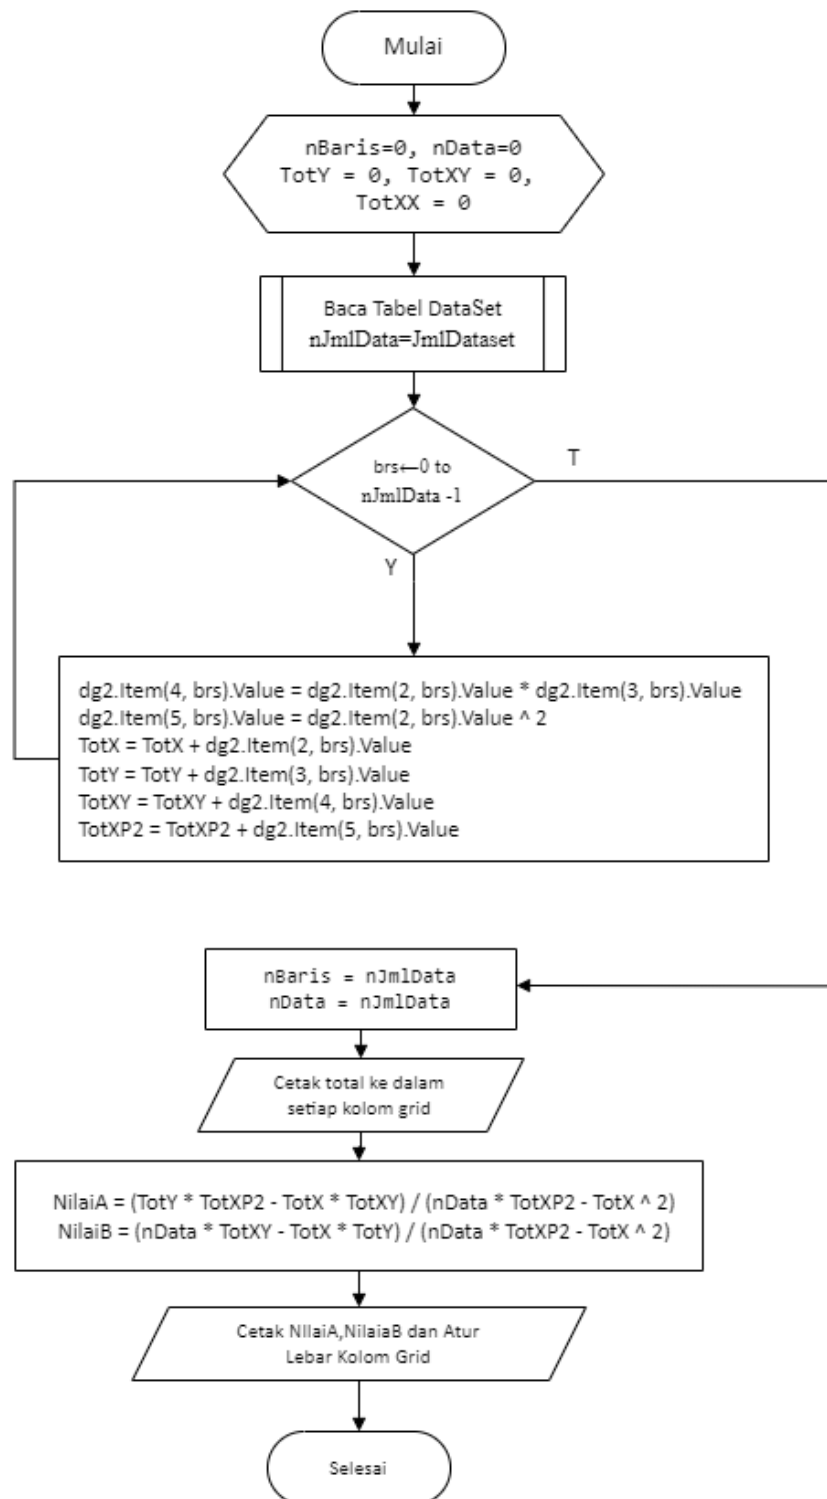 Mulai
nBaris=0, nData=0
TotY = 0, TotXY = 0,
TotXX = 0
Baca Tabel DataSet
nJmlData=JmlDataset
brs←0 to
nJmlData -1
T
Y
dg2.Item(4, brs).Value = dg2.Item(2, brs).Value * dg2.Item(3, brs).Value
dg2.Item(5, brs).Value = dg2.Item(2, brs).Value ^ 2
TotX = TotX + dg2.Item(2, brs).Value
TotY = TotY + dg2.Item(3, brs).Value
TotXY = TotXY + dg2.Item(4, brs).Value
TotXP2 = TotXP2 + dg2.Item(5, brs).Value
nBaris = nJmlData
nData = nJmlData
Cetak total ke dalam
setiap kolom grid
NilaiA = (TotY * TotXP2 - TotX * TotXY) / (nData * TotXP2 - TotX ^ 2)
NilaiB = (nData * TotXY - TotX * TotY) / (nData * TotXP2 - TotX ^ 2)
Cetak NIlaiA,NilaiaB dan Atur
Lebar Kolom Grid
Selesai